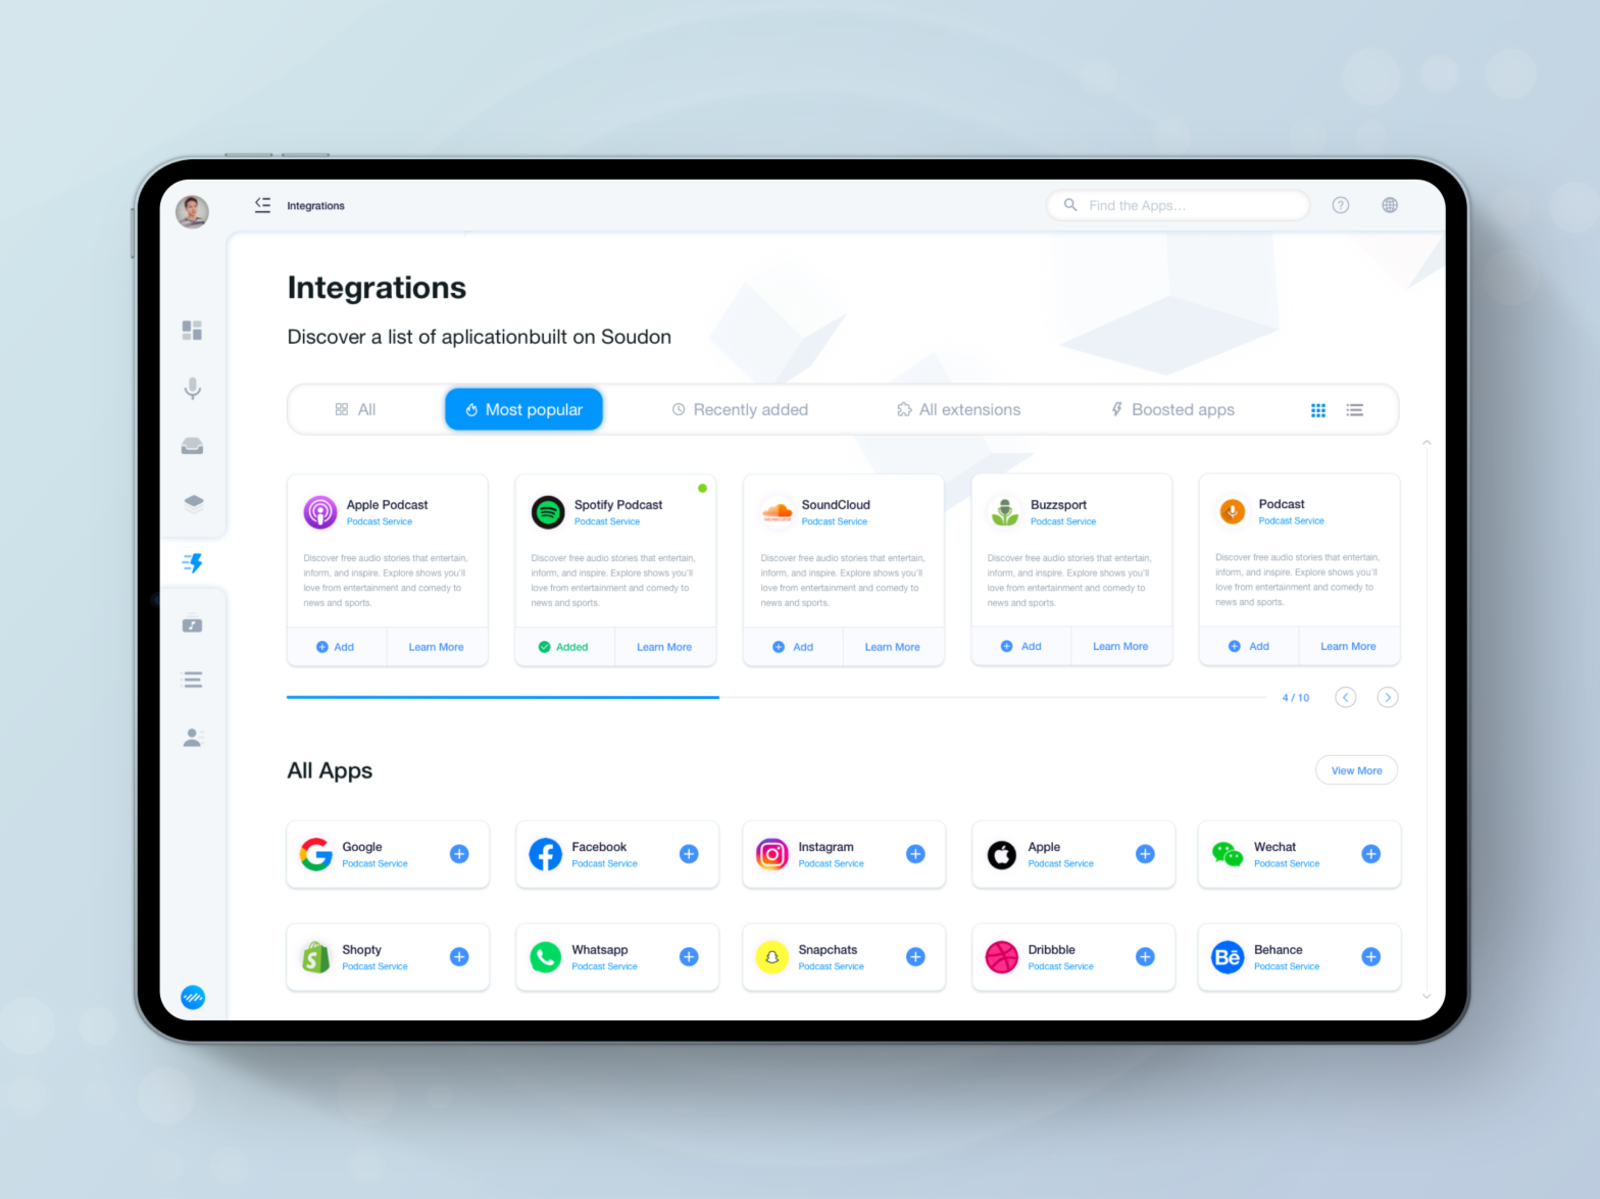 Integrations
Find the Apps...
Integrations
Discover a list of aplicationbuilt on Soudon
All
Most popular
Recently added
All extensions
Boosted apps
Apple Podcast
Podcast Service
Discover free audio stories that entertain,
inform, and inspire. Explore shows you'll
love from entertainment and comedy to
news and sports.
Add
Learn More
Spotify Podcast
Podcast Service
Discover free audio stories that entertain,
inform, and inspire. Explore shows you'll
love from entertainment and comedy to
news and sports.
Added
Learn More
SoundCloud
Podcast Service
Discover free audio stories that entertain,
inform, and inspire. Explore shows you'll
love from entertainment and comedy to
news and sports.
Add
Learn More
Buzzsport
Podcast Service
Discover free audio stories that entertain,
inform, and inspire. Explore shows you'll
love from entertainment and comedy to
news and sports.
Add
Learn More
Podcast
Podcast Service
Discover free audio stories that entertain,
inform, and inspire. Explore shows you'll
love from entertainment and comedy to
news and sports.
Add
Learn More
4 / 10
All Apps
View More
Google
Podcast Service
Facebook
Podcast Service
Instagram
Podcast Service
Apple
Podcast Service
Wechat
Podcast Service
Shopty
Podcast Service
Whatsapp
Podcast Service
Snapchats
Podcast Service
Dribbble
Podcast Service
Bē
Behance
Podcast Service